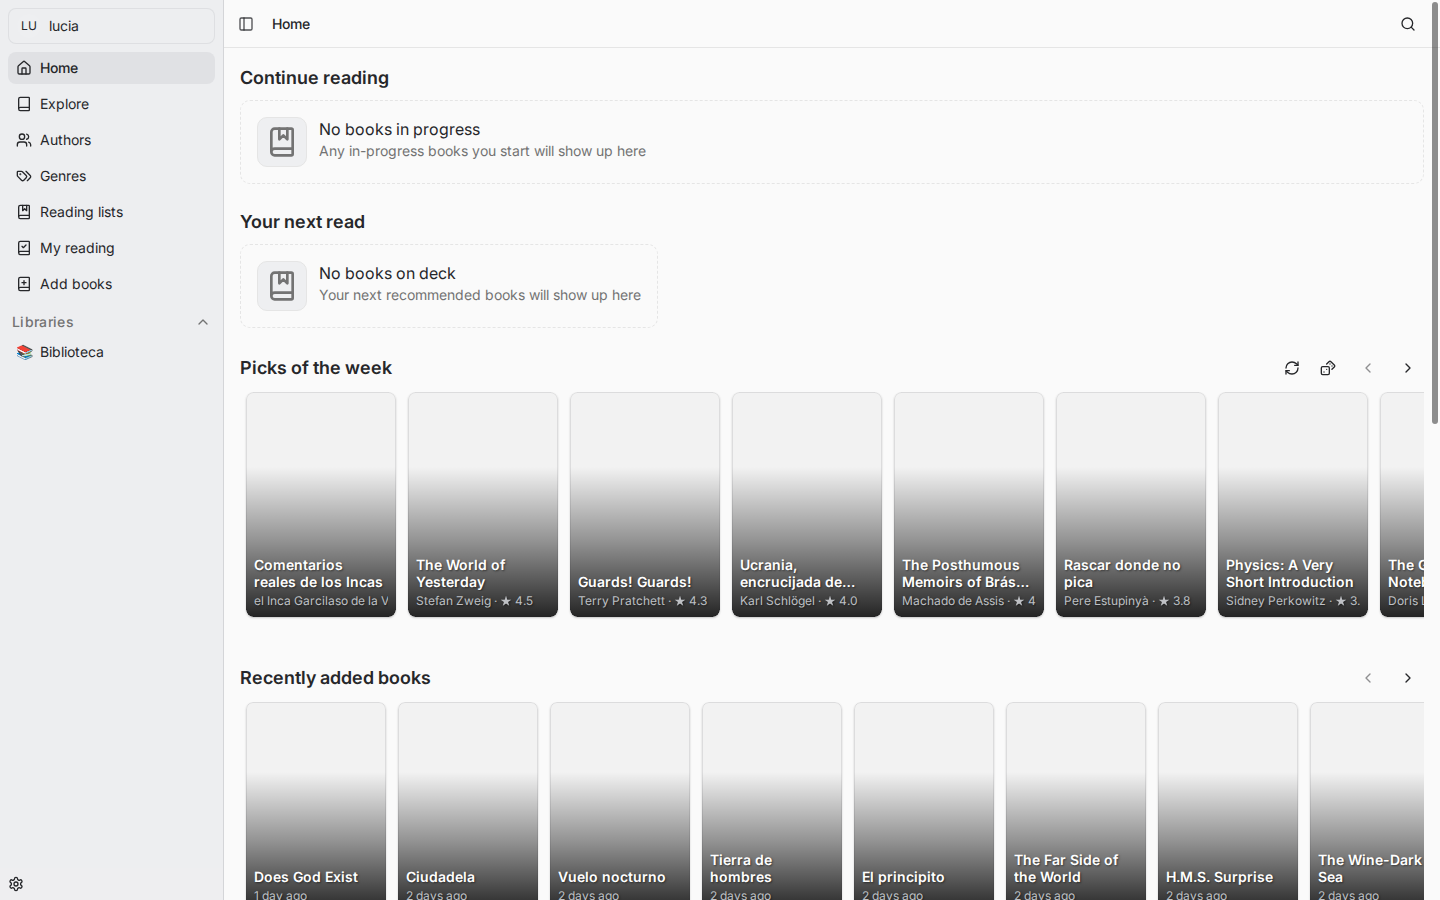 LU lucia
Home
Explore
Authors
Genres
Reading lists
My reading
Add books
Libraries
📚 Biblioteca
Home
Continue reading
No books in progress
Any in-progress books you start will show up here
Your next read
No books on deck
Your next recommended books will show up here
Picks of the week
Comentarios
reales de los Incas
el Inca Garcilaso de la V
The World of
Yesterday
Stefan Zweig · ★ 4.5
Guards! Guards!
Terry Pratchett · ★ 4.3
Ucrania,
encrucijada de...
Karl Schlögel · ★ 4.0
The Posthumous
Memoirs of Brás...
Machado de Assis · ★ 4
Rascar donde no
pica
Pere Estupinyà · ★ 3.8
Physics: A Very
Short Introduction
Sidney Perkowitz · ★ 3.
The
Doris
Recently added books
Does God Exist
1 day ago
Ciudadela
2 days ago
Vuelo nocturno
2 days ago
Tierra de
hombres
2 days ago
El principito
2 days ago
The Far Side of
the World
2 days ago
H.M.S. Surprise
2 days ago
The Wine-Dark
Sea
2 days ago